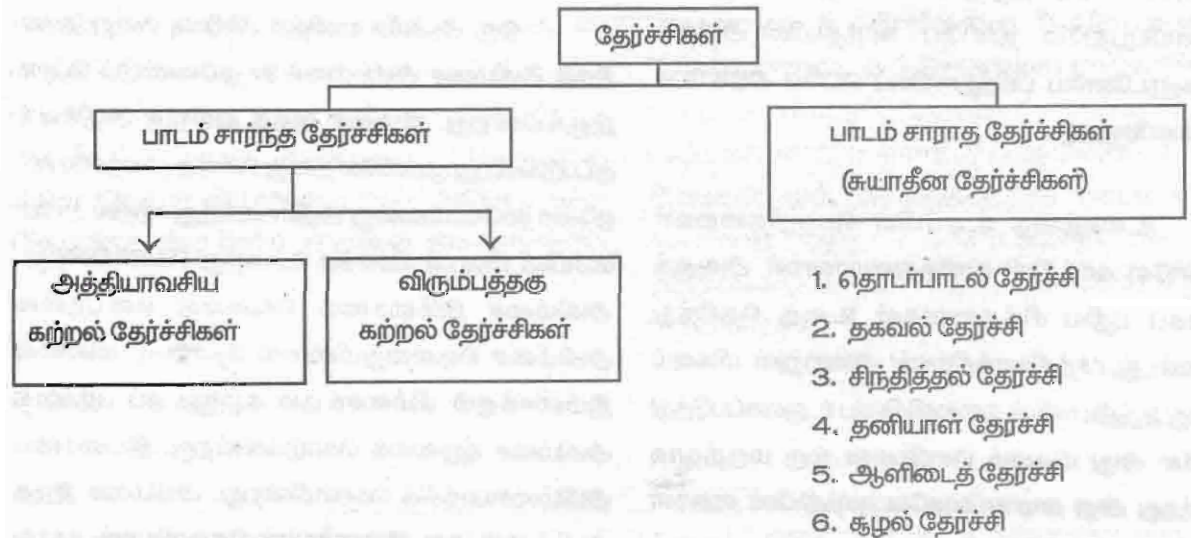 தேர்ச்சிகள்
பாடம் சார்ந்த தேர்ச்சிகள்
பாடம் சாராத தேர்ச்சிகள்
(சுயாதீன தேர்ச்சிகள்)
அத்தியாவசிய
கற்றல் தேர்ச்சிகள்
விரும்பத்தகு
கற்றல் தேர்ச்சிகள்
1. தொடர்பாடல் தேர்ச்சி
2. தகவல் தேர்ச்சி
3. சிந்தித்தல் தேர்ச்சி
4. தனியாள் தேர்ச்சி
5. ஆளிடைத் தேர்ச்சி
6. சூழல் தேர்ச்சி